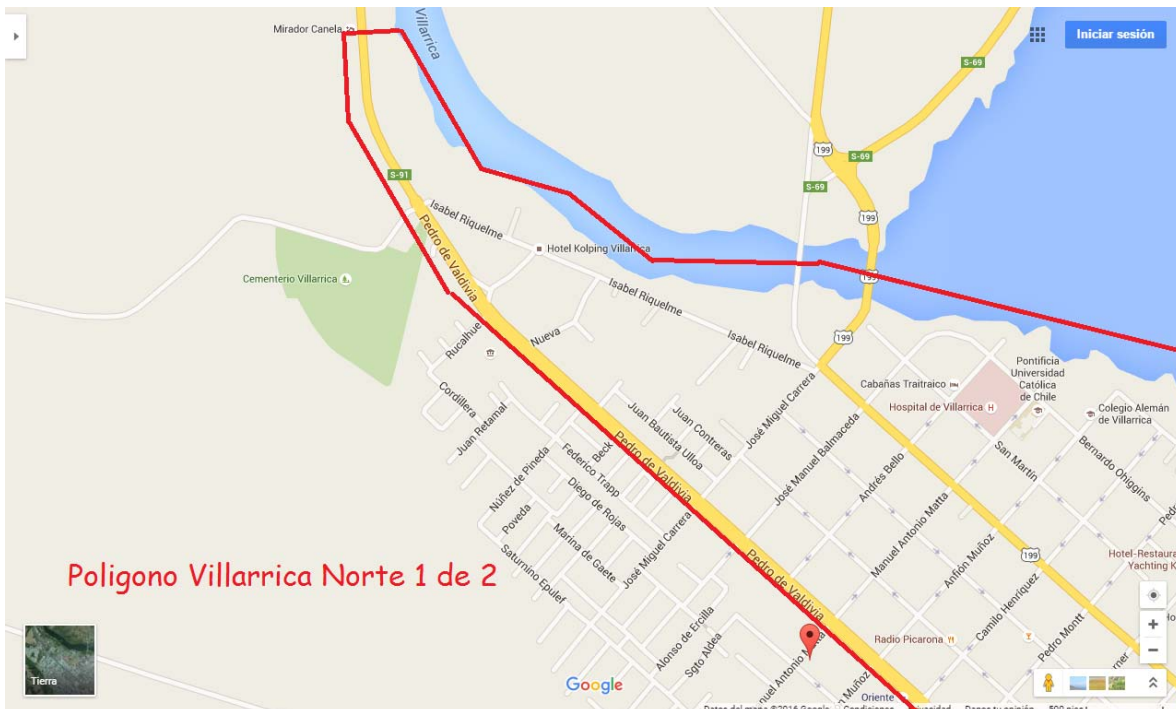 Mirador Canela
Villarrica
Iniciar sesión
S-69
199
S-69
S-69
199
S-91
Isabel Riquelme
Pedro de Valdivia
Hotel Kolping Villarrica
199
Cementerio Villarrica
Isabel Riquelme
Rucalhue
Nueva
Isabel Riquelme
199
Pontificia
Universidad
Católica
de Chile
Cabañas Traitraico
Hospital de Villarrica
Colegio Alemán
de Villarrica
Cordillera
Juan Retamal
Juan Bautista Ulloa
Juan Contreras
José Miguel Carrera
José Manuel Balmaceda
Andrés Bello
San Martín
Bernardo Ohiggins
Beck
Federico Trapp
Pedro de Valdivia
Núñez de Pineda
Diego de Rojas
Poveda
Marina de Gaete
José Miguel Carrera
Manuel Antonio Matta
Anfión Muñoz
Saturnino Epulef
199
Hotel-Restaura
Yachting K
Poligono Villarrica Norte 1 de 2
Pedro de Valdivia
Camilo Henríquez
Alonso de Ercilla
Sgto Aldea
Radio Picarona
Pedro Montt
Tierra
Google
Oriente